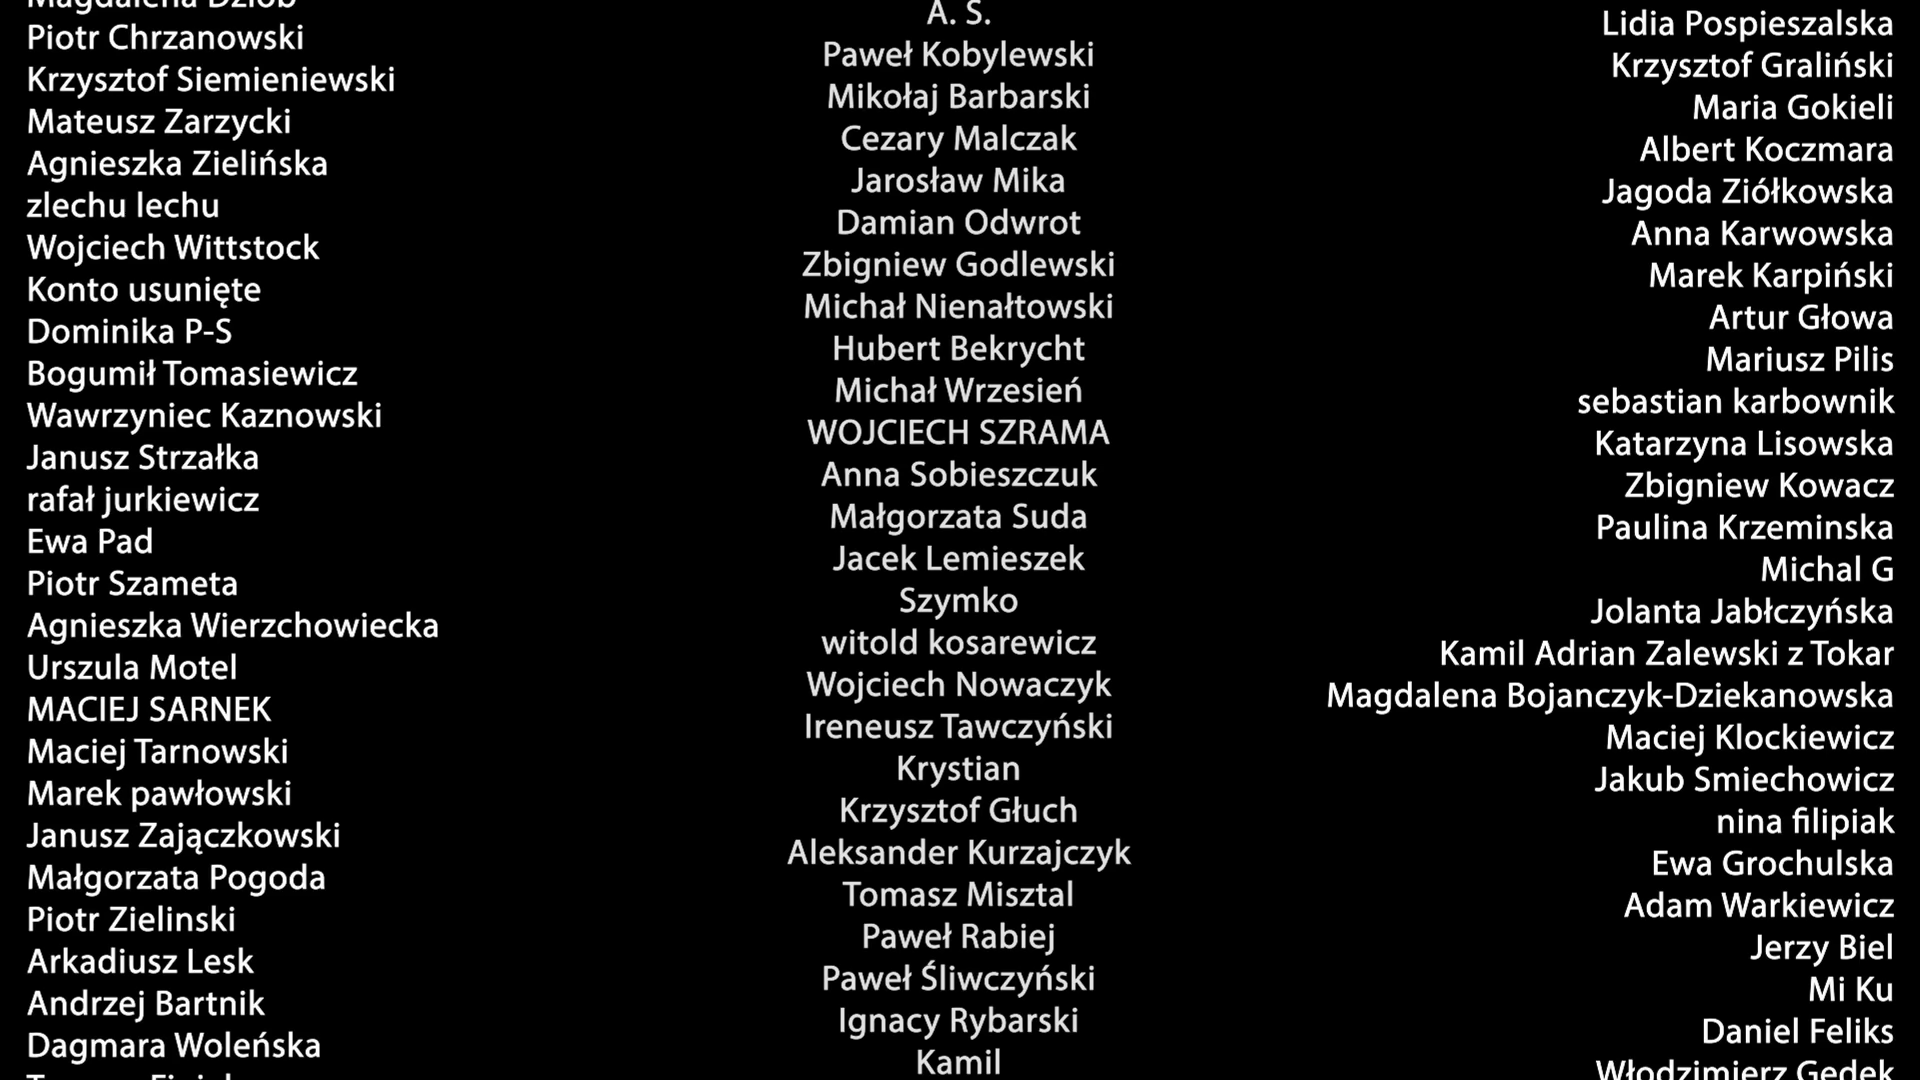 Magdalena Dziob
Piotr Chrzanowski
Krzysztof Siemieniewski
Mateusz Zarzycki
Agnieszka Zielińska
zlechu lechu
Wojciech Wittstock
Konto usunięte
Dominika P-S
Bogumił Tomasiewicz
Wawrzyniec Kaznowski
Janusz Strzałka
rafał jurkiewicz
Ewa Pad
Piotr Szameta
Agnieszka Wierzchowiecka
Urszula Motel
MACIEJ SARNEK
Maciej Tarnowski
Marek pawłowski
Janusz Zajączkowski
Małgorzata Pogoda
Piotr Zielinski
Arkadiusz Lesk
Andrzej Bartnik
Dagmara Woleńska
A. S.
Paweł Kobylewski
Mikołaj Barbarski
Cezary Malczak
Jarosław Mika
Damian Odwrot
Zbigniew Godlewski
Michał Nienałtowski
Hubert Bekrycht
Michał Wrzesień
WOJCIECH SZRAMA
Anna Sobieszczuk
Małgorzata Suda
Jacek Lemieszek
Szymko
witold kosarewicz
Wojciech Nowaczyk
Ireneusz Tawczyński
Krystian
Krzysztof Głuch
Aleksander Kurzajczyk
Tomasz Misztal
Paweł Rabiej
Paweł Śliwczyński
Ignacy Rybarski
Kamil
Lidia Pospieszalska
Krzysztof Graliński
Maria Gokieli
Albert Koczmara
Jagoda Ziółkowska
Anna Karwowska
Marek Karpiński
Artur Głowa
Mariusz Pilis
sebastian karbownik
Katarzyna Lisowska
Zbigniew Kowacz
Paulina Krzeminska
Michal G
Jolanta Jabłczyńska
Kamil Adrian Zalewski z Tokar
Magdalena Bojanczyk-Dziekanowska
Maciej Klockiewicz
Jakub Smiechowicz
nina filipiak
Ewa Grochulska
Adam Warkiewicz
Jerzy Biel
Mi Ku
Daniel Feliks
Włodzimierz Gedek